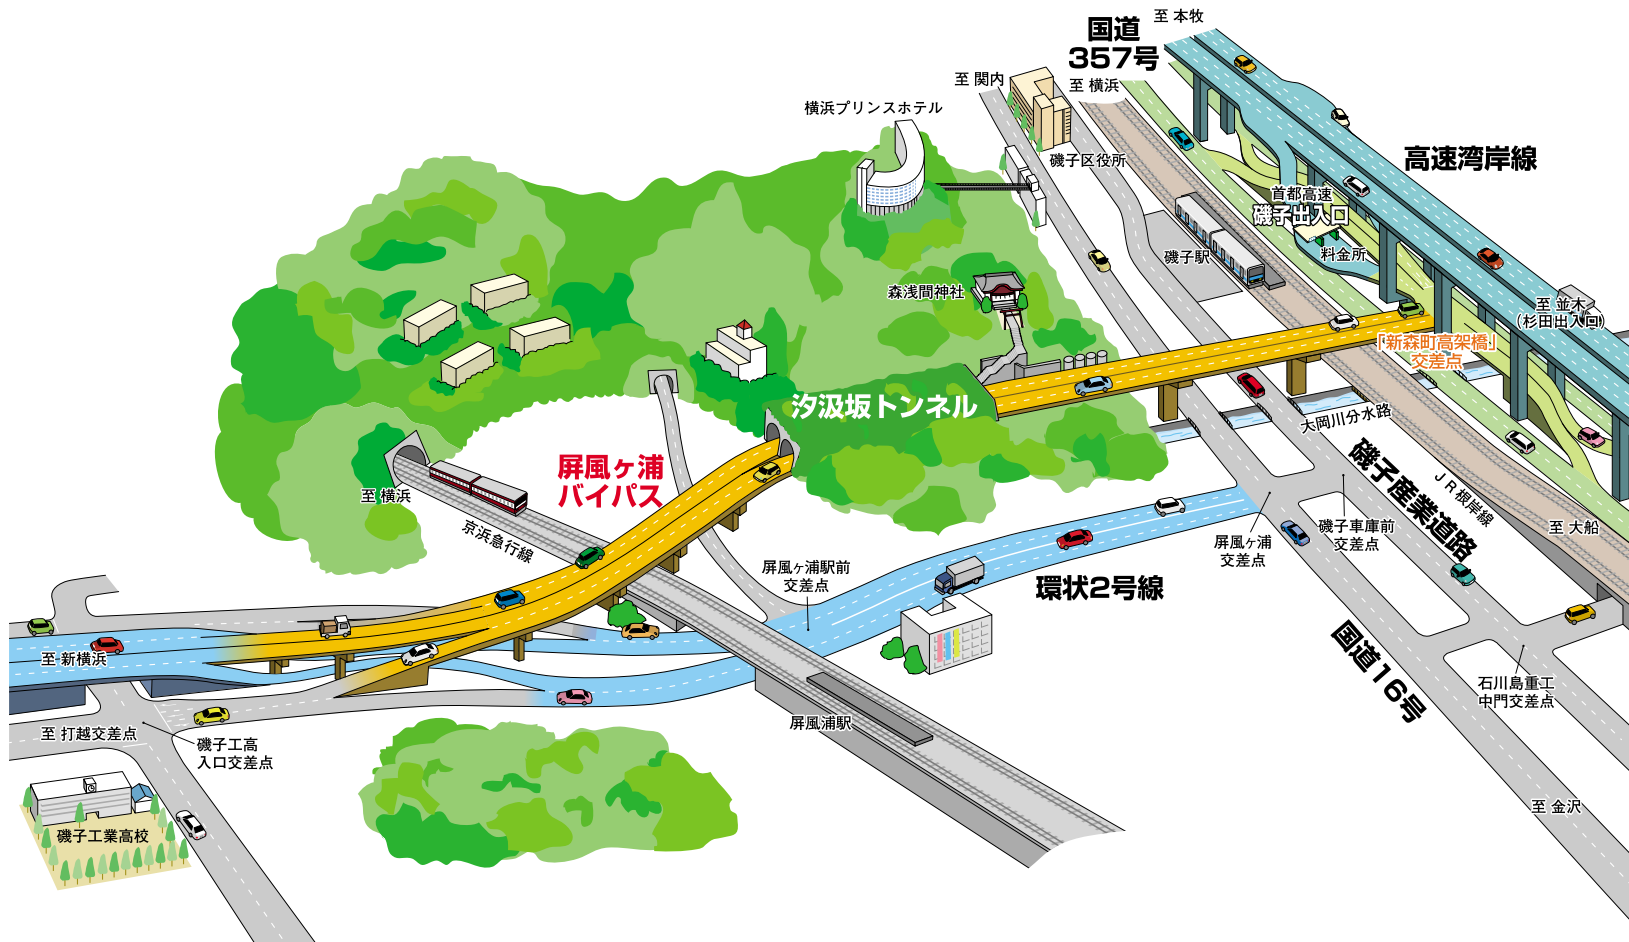 至 本牧
国道
357号
至 関内
至 横浜
横浜プリンスホテル
磯子区役所
高速湾岸線
首都高速
磯子出入口
料金所
磯子駅
森浅間神社
至 並木
（杉田出入口）
「新森町高架橋」
交差点
汐汲坂トンネル
大岡川分水路
屏風ヶ浦
バイパス
至 横浜
京浜急行線
磯子産業道路
JR根岸線
至 大船
磯子車庫前
交差点
屏風ヶ浦
交差点
屏風ヶ浦駅前
交差点
環状2号線
国道16号
至 新横浜
石川島重工
中門交差点
屏風浦駅
至 打越交差点
磯子工高
入口交差点
至 金沢
磯子工業高校